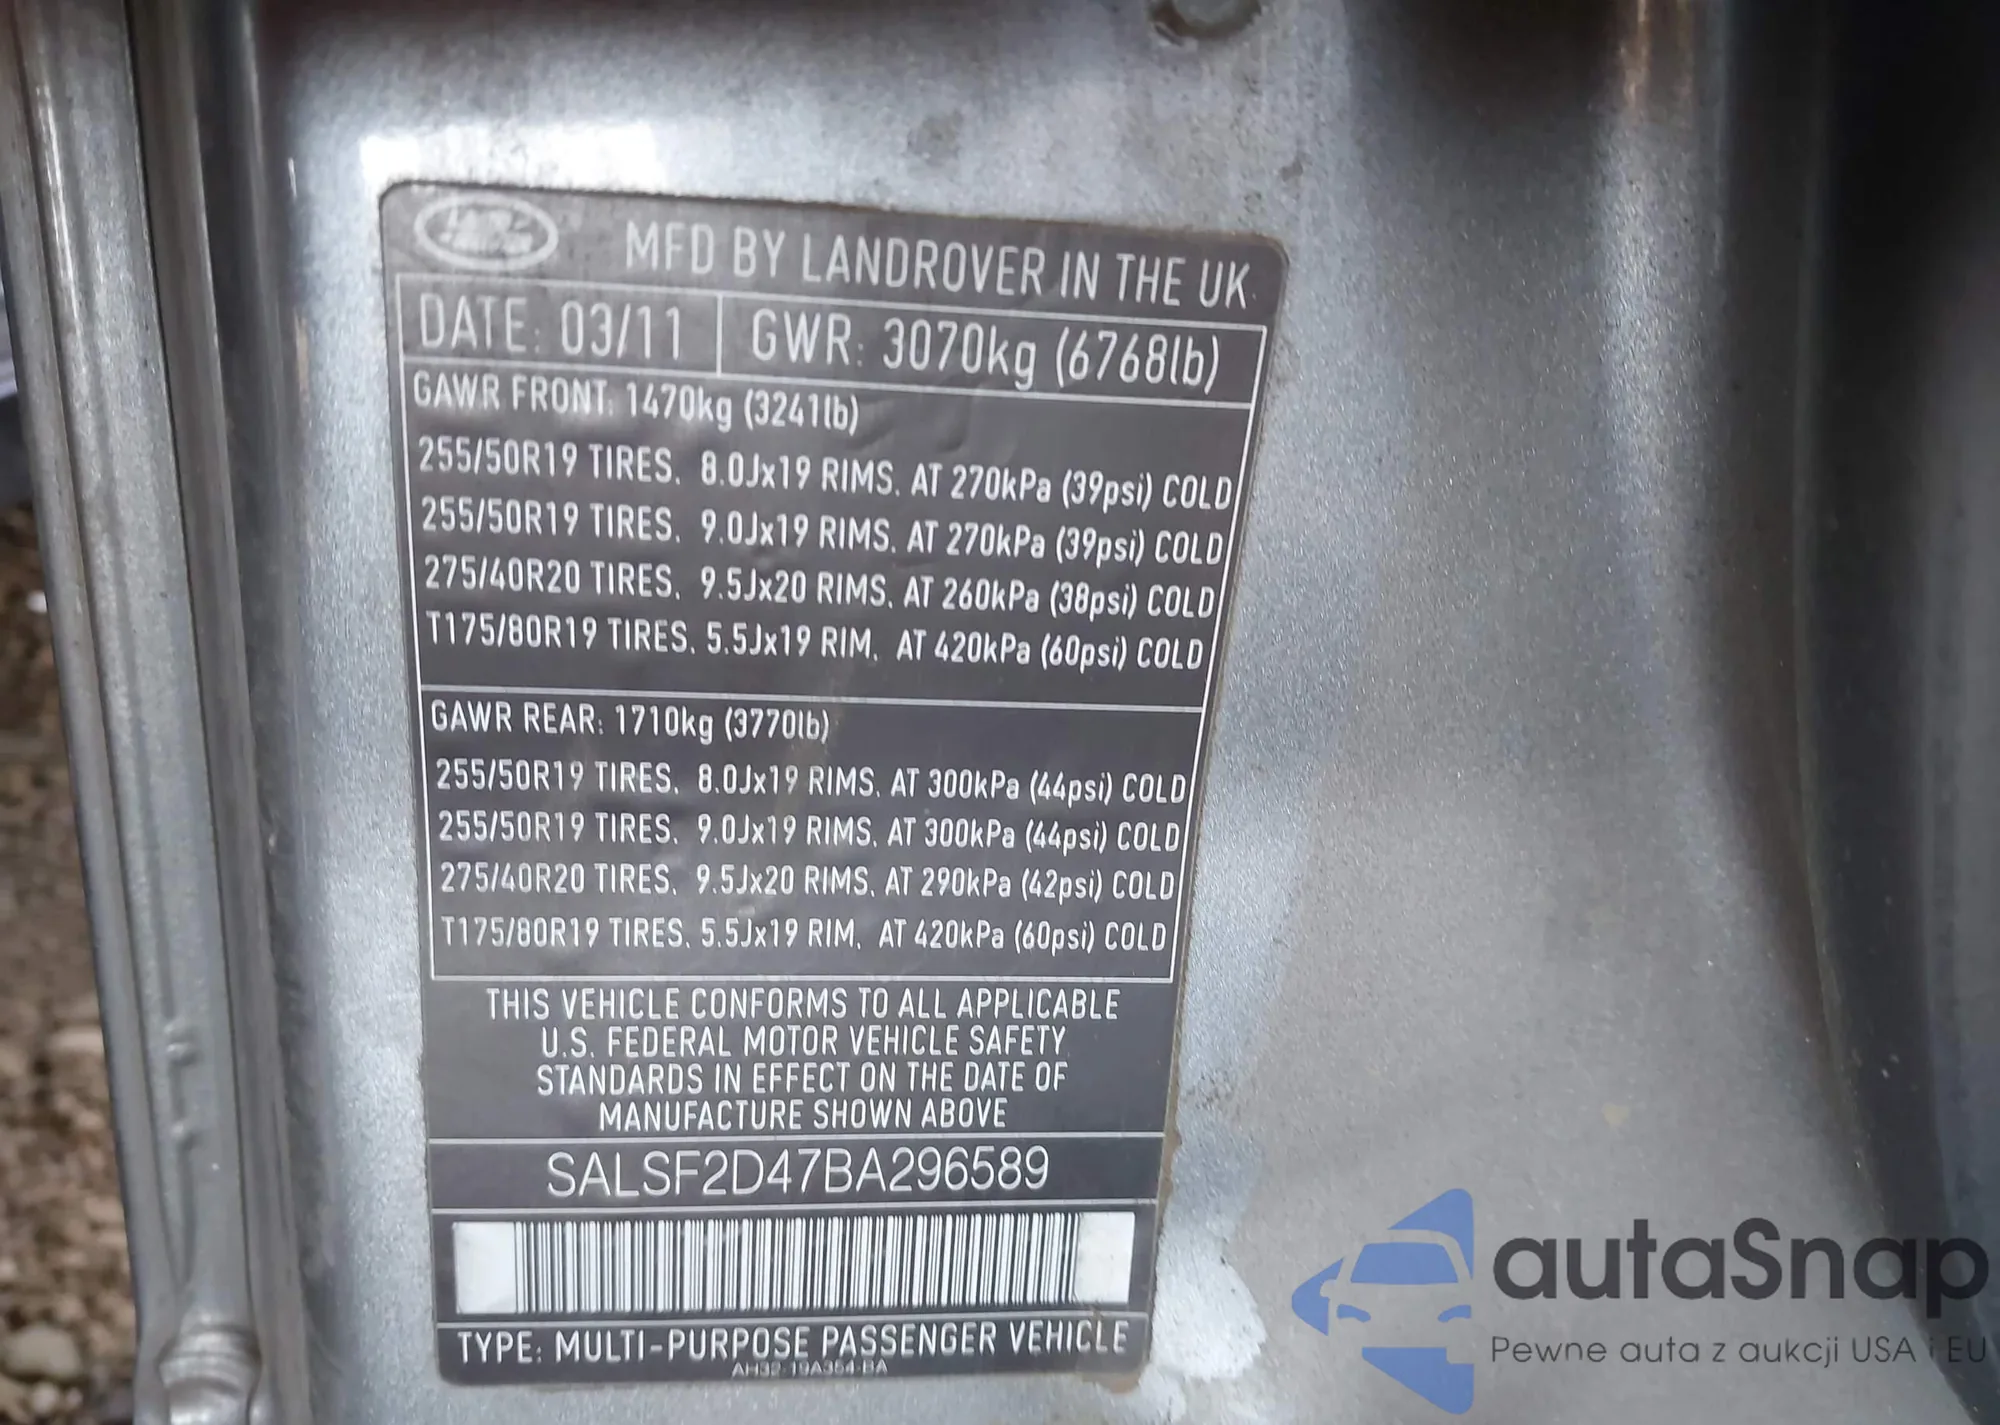 LAND ROVER
MFD BY LANDROVER IN THE UK
DATE: 03/11 GWR: 3070kg (6768lb)
GAWR FRONT: 1470kg (3241lb)
255/50R19 TIRES. 8.0Jx19 RIMS. AT 270kPa (39psi) COLD
255/50R19 TIRES. 9.0Jx19 RIMS. AT 270kPa (39psi) COLD
275/40R20 TIRES. 9.5Jx20 RIMS. AT 260kPa (38psi) COLD
T175/80R19 TIRES. 5.5Jx19 RIM. AT 420kPa (60psi) COLD
GAWR REAR: 1710kg (3770lb)
255/50R19 TIRES. 8.0Jx19 RIMS. AT 300kPa (44psi) COLD
255/50R19 TIRES. 9.0Jx19 RIMS. AT 300kPa (44psi) COLD
275/40R20 TIRES. 9.5Jx20 RIMS. AT 290kPa (42psi) COLD
T175/80R19 TIRES. 5.5Jx19 RIM. AT 420kPa (60psi) COLD
THIS VEHICLE CONFORMS TO ALL APPLICABLE
U.S. FEDERAL MOTOR VEHICLE SAFETY
STANDARDS IN EFFECT ON THE DATE OF
MANUFACTURE SHOWN ABOVE
SALSF2D47BA296589
TYPE: MULTI-PURPOSE PASSENGER VEHICLE
AH32-19A354-BA
autaSnap
Pewne auta z aukcji USA i EU